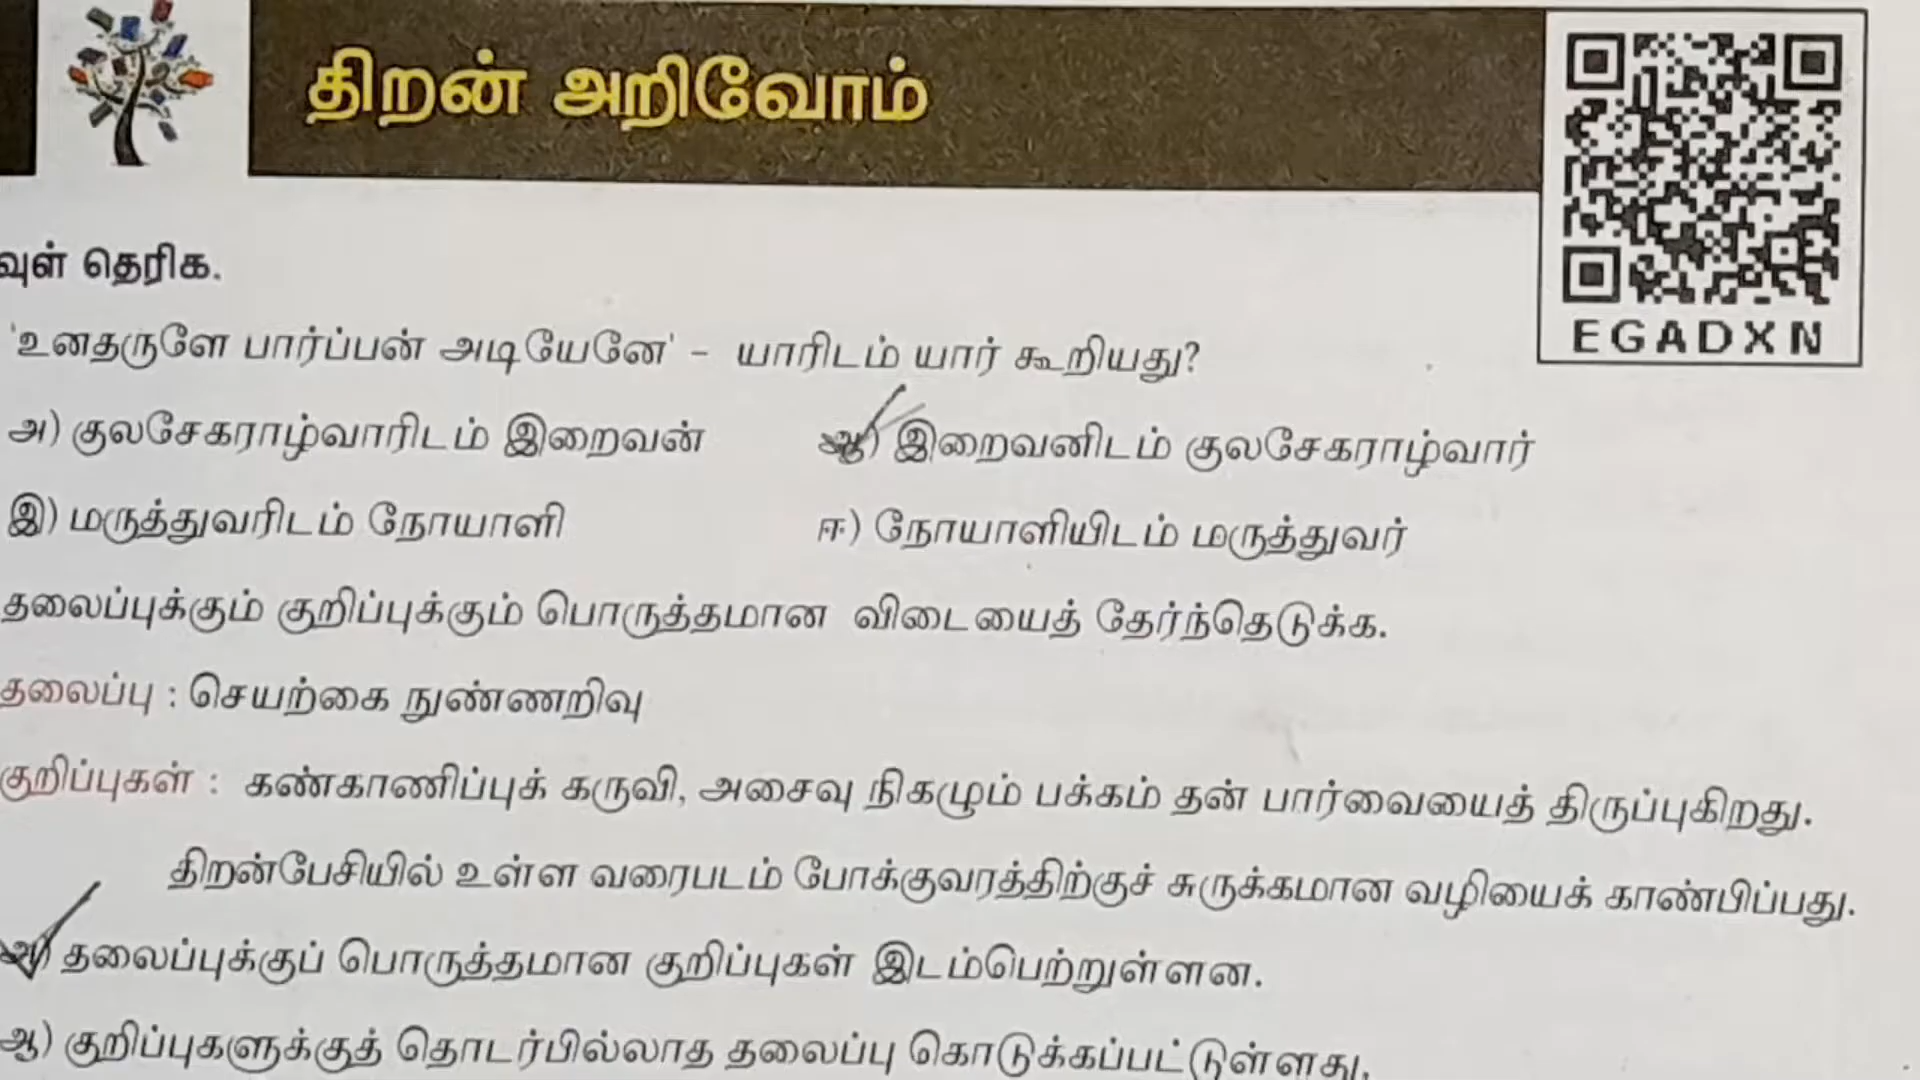 திறன் அறிவோம்
EGADXN
வுள் தெரிக.
'உனதருளே பார்ப்பன் அடியேனே' – யாரிடம் யார் கூறியது?
அ) குலசேகராழ்வாரிடம் இறைவன் ஆ) இறைவனிடம் குலசேகராழ்வார்
இ) மருத்துவரிடம் நோயாளி ஈ) நோயாளியிடம் மருத்துவர்
தலைப்புக்கும் குறிப்புக்கும் பொருத்தமான விடையைத் தேர்ந்தெடுக்க.
தலைப்பு : செயற்கை நுண்ணறிவு
குறிப்புகள் : கண்காணிப்புக் கருவி, அசைவு நிகழும் பக்கம் தன் பார்வையைத் திருப்புகிறது.
திறன்பேசியில் உள்ள வரைபடம் போக்குவரத்திற்குச் சுருக்கமான வழியைக் காண்பிப்பது.
அ) தலைப்புக்குப் பொருத்தமான குறிப்புகள் இடம்பெற்றுள்ளன.
ஆ) குறிப்புகளுக்குத் தொடர்பில்லாத தலைப்பு கொடுக்கப்பட்டுள்ளது.